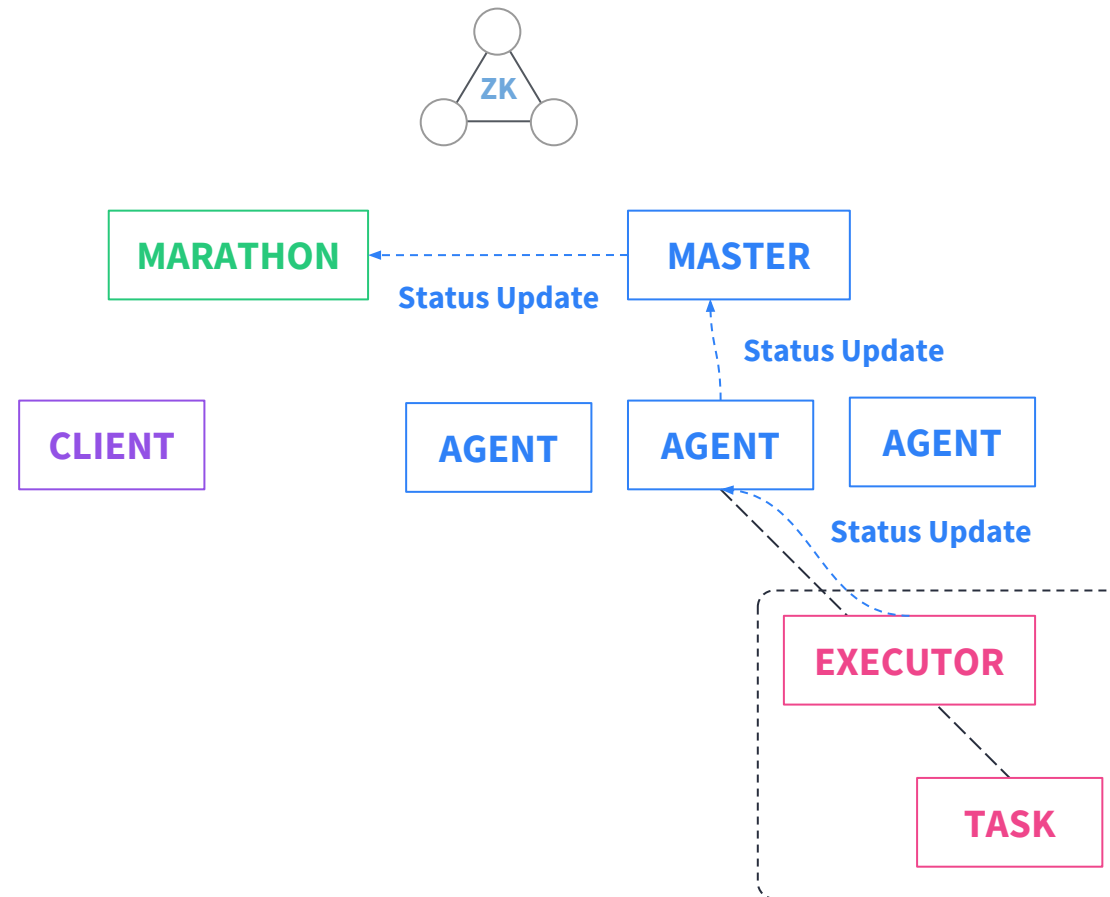 ZK
MARATHON
MASTER
Status Update
Status Update
CLIENT
AGENT
AGENT
AGENT
Status Update
EXECUTOR
TASK